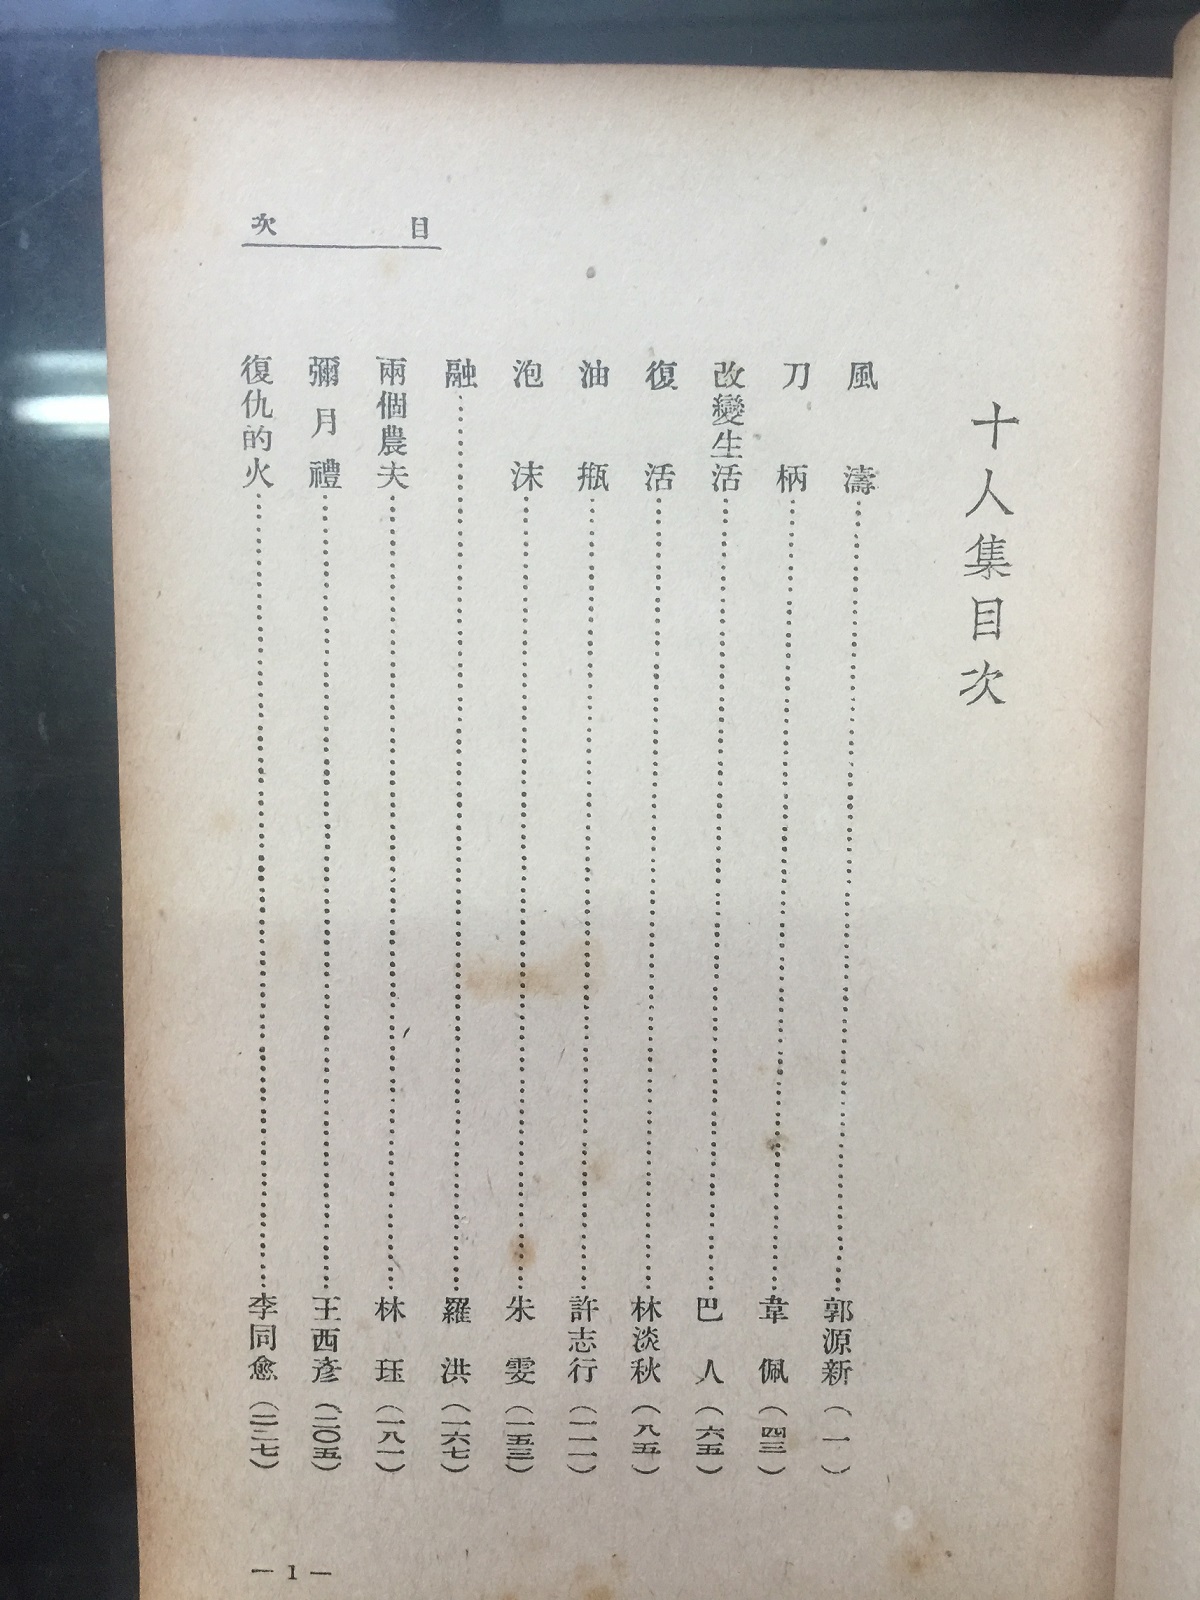 目次
十人集目次
風濤……郭源新（一）
刀柄……韋佩（四三）
改變生活……巴人（六五）
復活……林淡秋（八五）
油瓶……許志行（一一一）
泡沫……朱雯（一五三）
融……羅洪（一六七）
兩個農夫……林珏（一八一）
彌月禮……王西彥（二〇五）
復仇的火……李同愈（二二七）
— 1 —